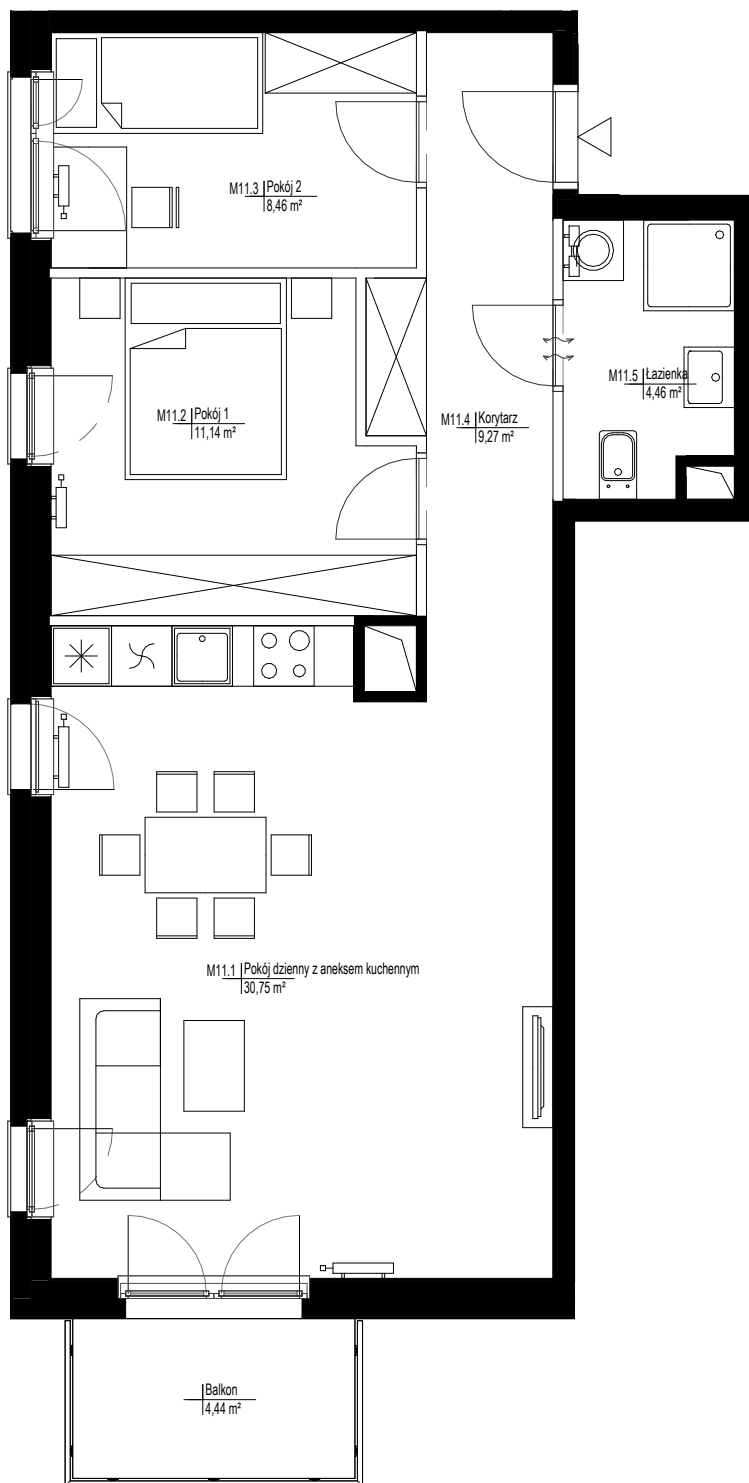 M11.3 Pokój 2
8,46 m²
M11.2 Pokój 1
11,14 m²
M11.4 Korytarz
9,27 m²
M11.5 Łazienka
4,46 m²
M11.1 Pokój dzienny z aneksem kuchennym
30,75 m²
Balkon
4,44 m²